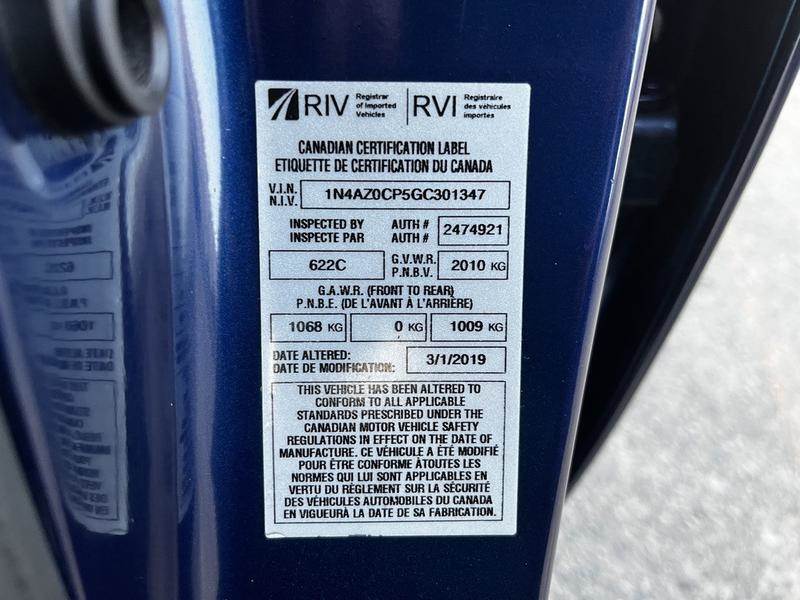 RIV Registrar of Imported Vehicles | RVI Registraire des véhicules importés
CANADIAN CERTIFICATION LABEL
ETIQUETTE DE CERTIFICATION DU CANADA
V.I.N. N.I.V. 1N4AZ0CP5GC301347
INSPECTED BY AUTH #
INSPECTE PAR AUTH # 2474921
622C G.V.W.R. P.N.B.V. 2010 KG
G.A.W.R. (FRONT TO REAR)
P.N.B.E. (DE L'AVANT À L'ARRIÈRE)
1068 KG 0 KG 1009 KG
DATE ALTERED:
DATE DE MODIFICATION: 3/1/2019
THIS VEHICLE HAS BEEN ALTERED TO
CONFORM TO ALL APPLICABLE
STANDARDS PRESCRIBED UNDER THE
CANADIAN MOTOR VEHICLE SAFETY
REGULATIONS IN EFFECT ON THE DATE OF
MANUFACTURE. CE VÉHICULE A ÉTÉ MODIFIÉ
POUR ÊTRE CONFORME ÀTOUTES LES
NORMES QUI LUI SONT APPLICABLES EN
VERTU DU RÈGLEMENT SUR LA SÉCURITÉ
DES VÉHICULES AUTOMOBILES DU CANADA
EN VIGUEURÀ LA DATE DE SA FABRICATION.